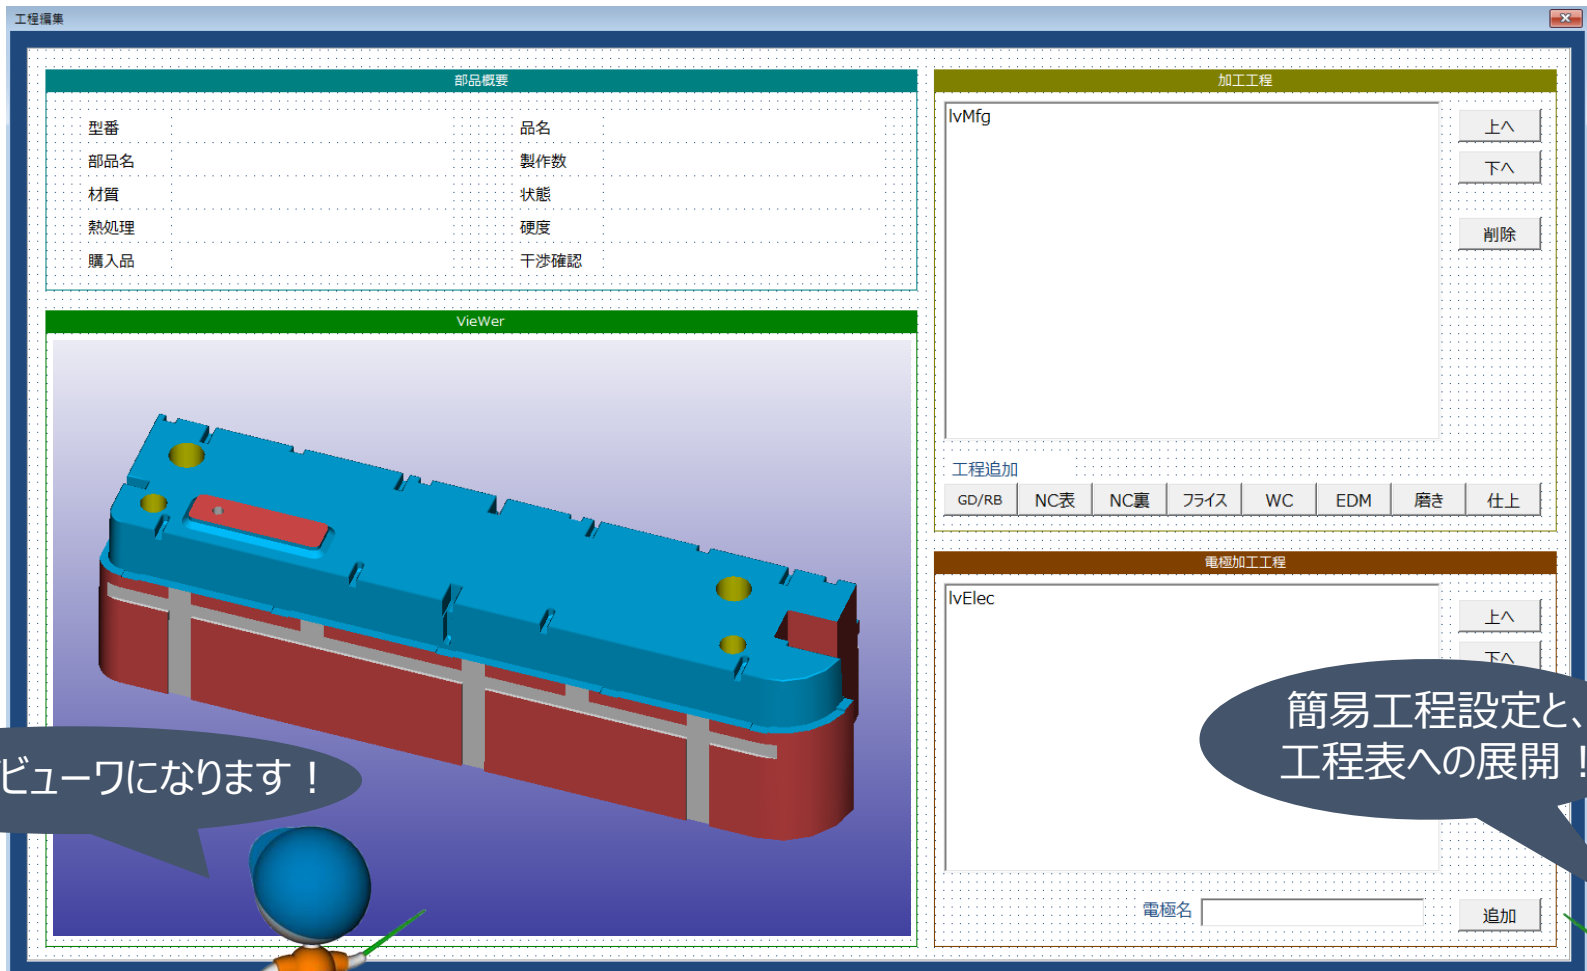 工程編集
部品概要
型番
品名
部品名
製作数
材質
状態
熱処理
硬度
購入品
干渉確認
VieWer
ビューワになります！
加工工程
lvMfg
上へ
下へ
削除
工程追加
GD/RB
NC表
NC裏
フライス
WC
EDM
磨き
仕上
電極加工工程
lvElec
上へ
下へ
簡易工程設定と、
工程表への展開！
電極名
追加